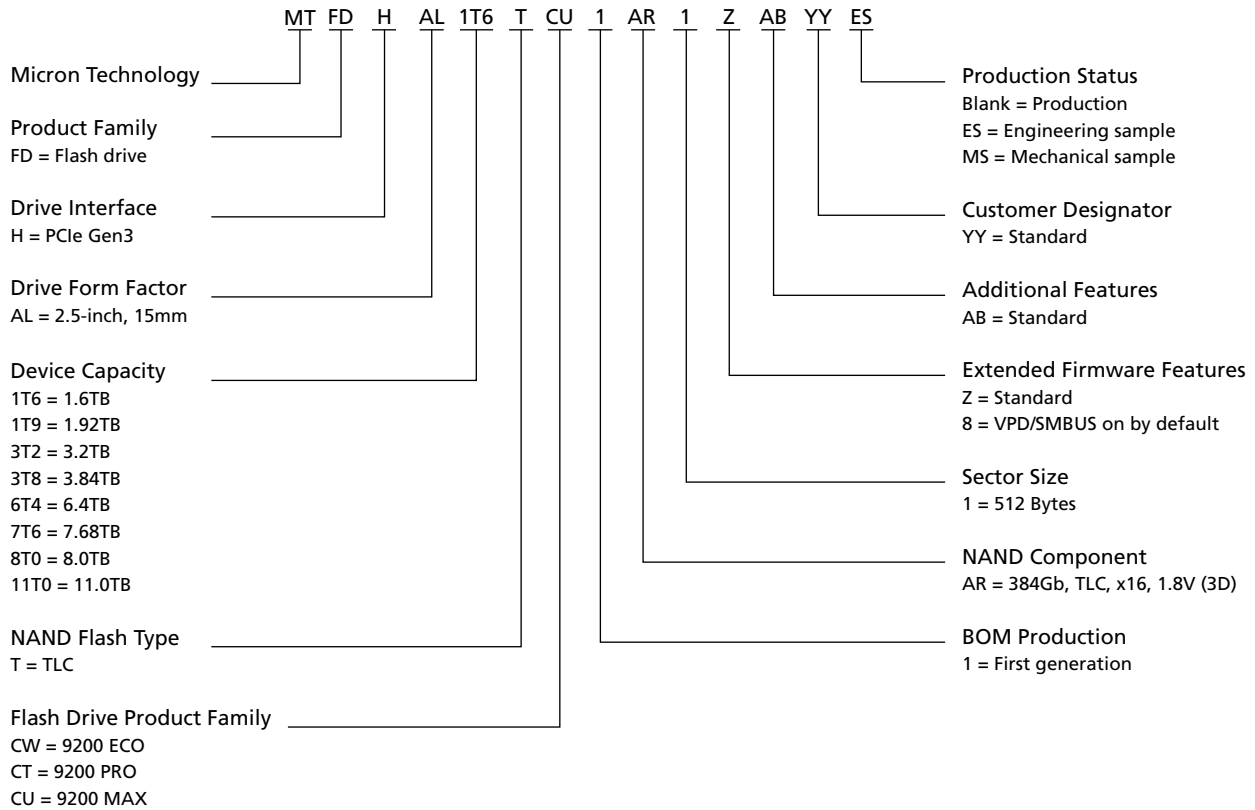 MT FD H AL 1T6 T CU 1 AR 1 Z AB YY ES
Micron Technology
Product Family
FD = Flash drive
Drive Interface
H = PCIe Gen3
Drive Form Factor
AL = 2.5-inch, 15mm
Device Capacity
1T6 = 1.6TB
1T9 = 1.92TB
3T2 = 3.2TB
3T8 = 3.84TB
6T4 = 6.4TB
7T6 = 7.68TB
8T0 = 8.0TB
11T0 = 11.0TB
NAND Flash Type
T = TLC
Flash Drive Product Family
CW = 9200 ECO
CT = 9200 PRO
CU = 9200 MAX
Production Status
Blank = Production
ES = Engineering sample
MS = Mechanical sample
Customer Designator
YY = Standard
Additional Features
AB = Standard
Extended Firmware Features
Z = Standard
8 = VPD/SMBUS on by default
Sector Size
1 = 512 Bytes
NAND Component
AR = 384Gb, TLC, x16, 1.8V (3D)
BOM Production
1 = First generation